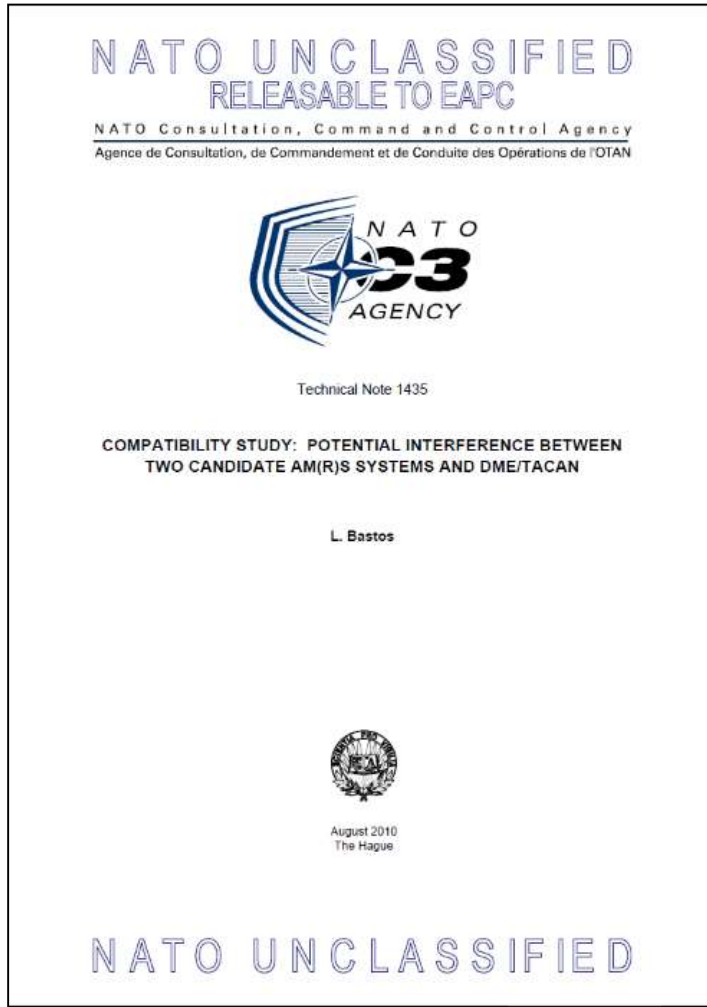 NATO UNCLASSIFIED
RELEASABLE TO EAPC
NATO Consultation, Command and Control Agency
Agence de Consultation, de Commandement et de Conduite des Opérations de l'OTAN
NATO
C3
AGENCY
Technical Note 1435
COMPATIBILITY STUDY: POTENTIAL INTERFERENCE BETWEEN
TWO CANDIDATE AM(R)S SYSTEMS AND DME/TACAN
L. Bastos
August 2010
The Hague
NATO UNCLASSIFIED